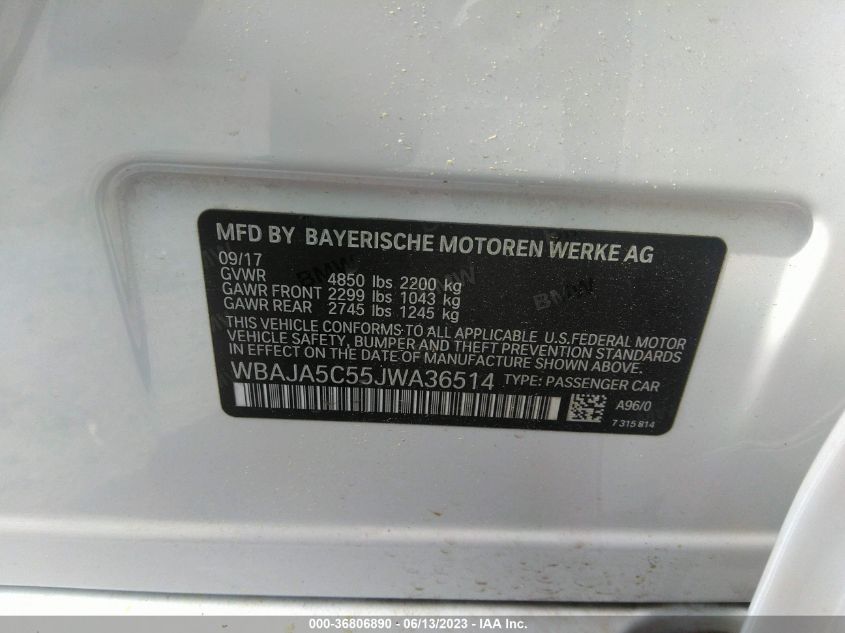 MFD BY BAYERISCHE MOTOREN WERKE AG
09/17
GVWR 4850 lbs 2200 kg
GAWR FRONT 2299 lbs 1043 kg
GAWR REAR 2745 lbs 1245 kg
THIS VEHICLE CONFORMS TO ALL APPLICABLE U.S.FEDERAL MOTOR
VEHICLE SAFETY, BUMPER AND THEFT PREVENTION STANDARDS IN
EFFECT ON THE DATE OF MANUFACTURE SHOWN ABOVE.
WBAJA5C55JWA36514 TYPE: PASSENGER CAR
A96/0
7 315 814
BMW
BMW
000-36806890 - 06/13/2023 - IAA Inc.